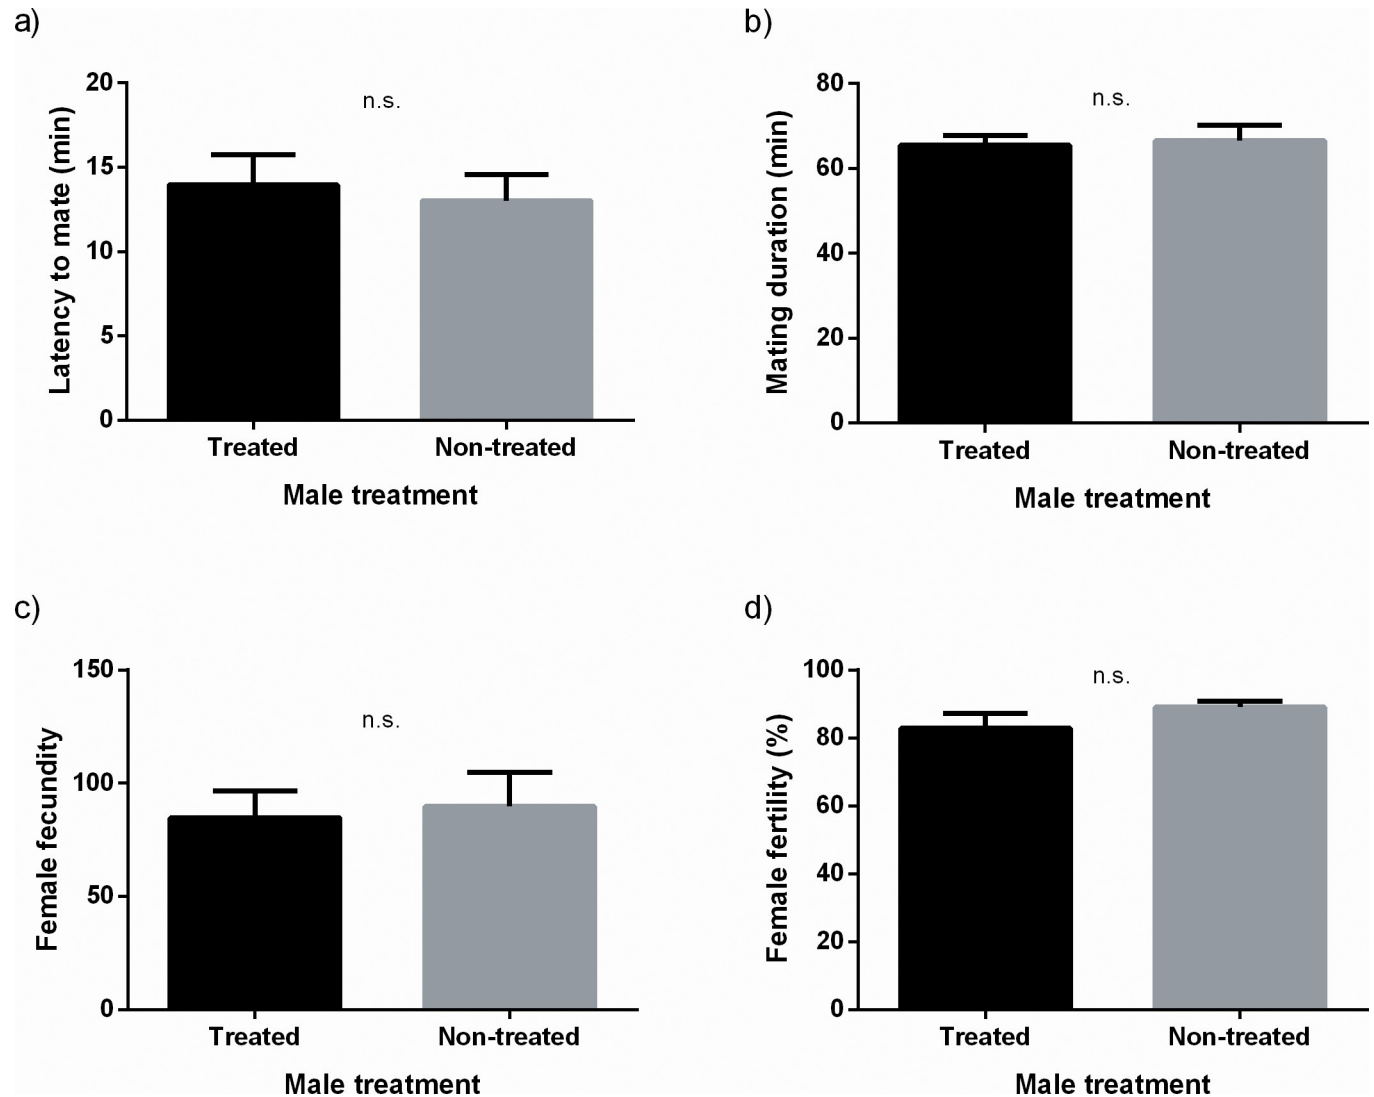 a)
20
15
10
5
0
Latency to mate (min)
n.s.
Treated
Non-treated
Male treatment
b)
80
60
40
20
0
Mating duration (min)
n.s.
Treated
Non-treated
Male treatment
c)
150
100
50
0
Female fecundity
n.s.
Treated
Non-treated
Male treatment
d)
100
80
60
40
20
0
Female fertility (%)
n.s.
Treated
Non-treated
Male treatment